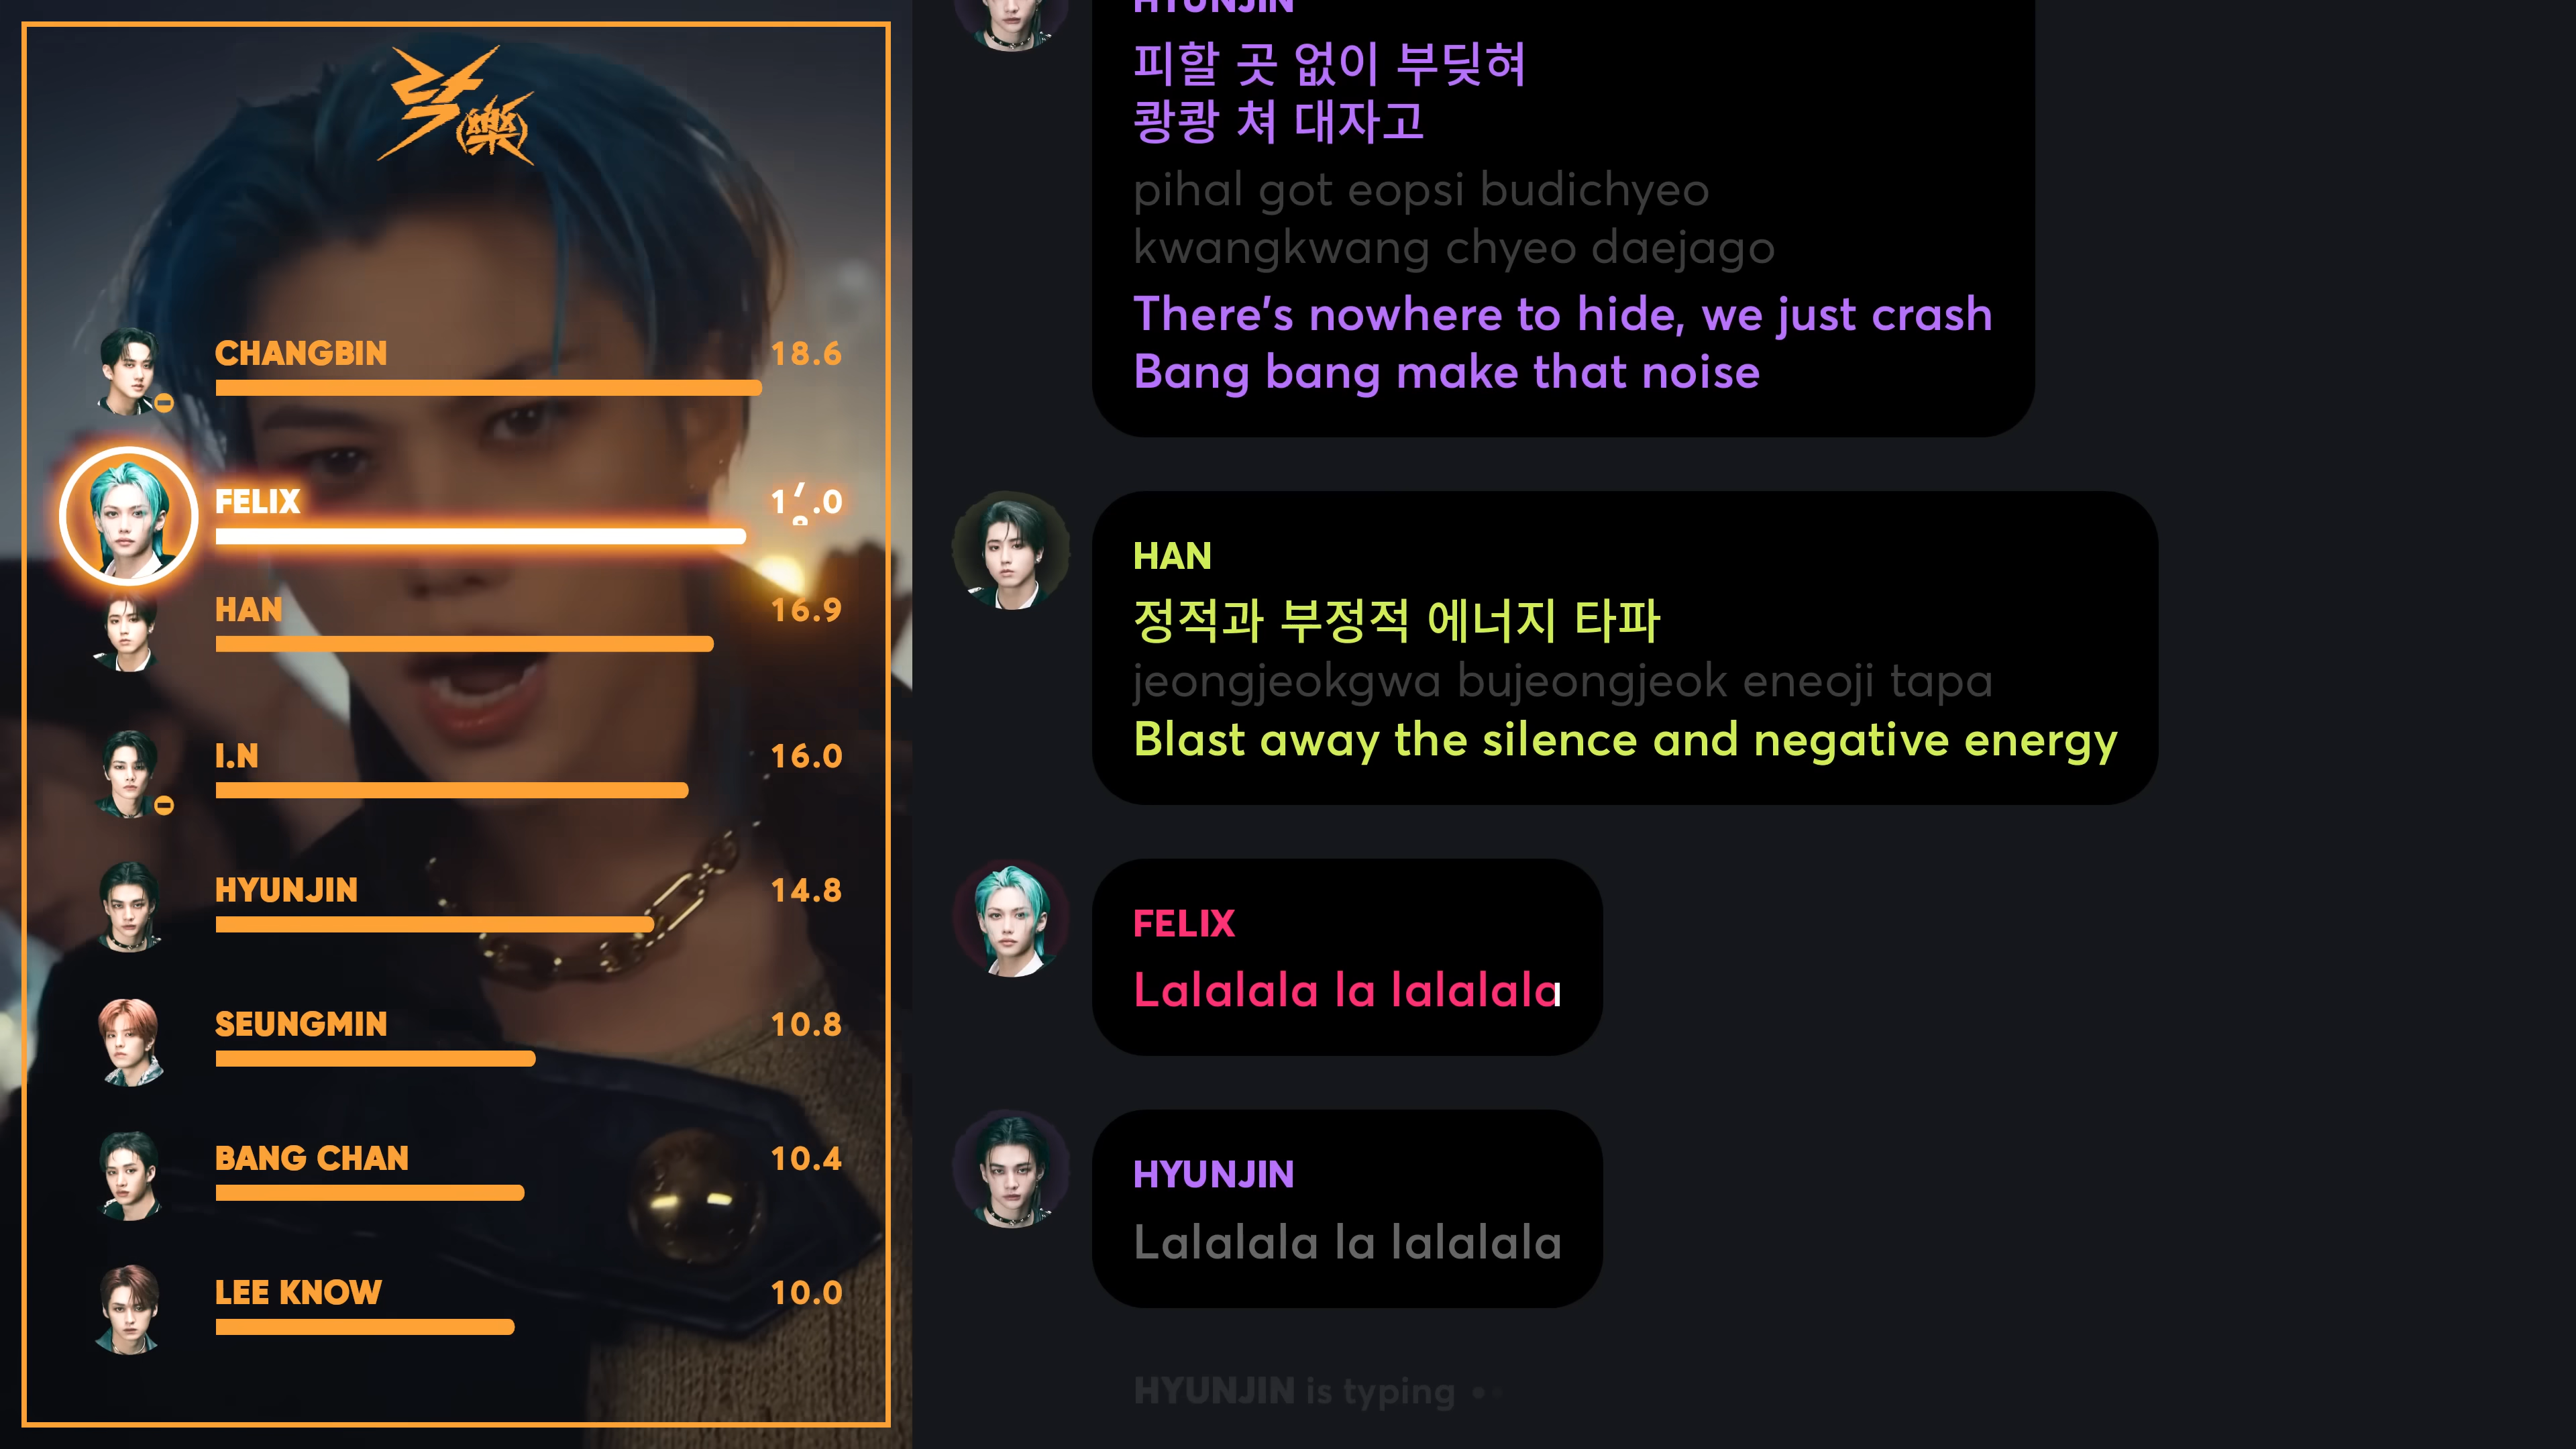 락
(樂)
CHANGBIN 18.6
FELIX
HAN 16.9
I.N 16.0
HYUNJIN 14.8
SEUNGMIN 10.8
BANG CHAN 10.4
LEE KNOW 10.0
HYUNJIN
피할 곳 없이 부딪혀
쾅쾅 쳐 대자고
pihal got eopsi budichyeo
kwangkwang chyeo daejago
There's nowhere to hide, we just crash
Bang bang make that noise
HAN
정적과 부정적 에너지 타파
jeongjeokgwa bujeongjeok eneoji tapa
Blast away the silence and negative energy
FELIX
Lalalala la lalalala
HYUNJIN
Lalalala la lalalala
HYUNJIN is typing